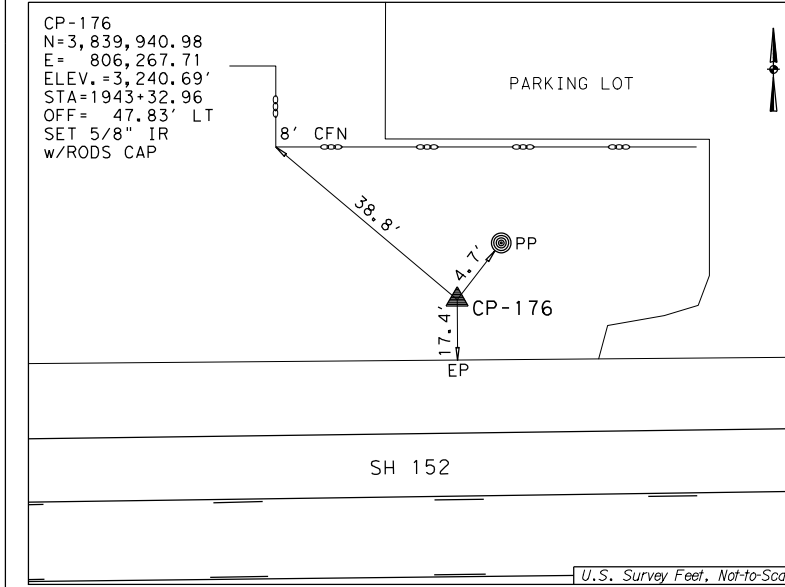 CP-176
N=3,839,940.98
E= 806,267.71
ELEV.=3,240.69'
STA=1943+32.96
OFF= 47.83' LT
SET 5/8" IR
w/RODS CAP
PARKING LOT
8' CFN
38.8'
4.7'
PP
CP-176
17.4'
EP
SH 152
U.S. Survey Feet, Not-to-Sca